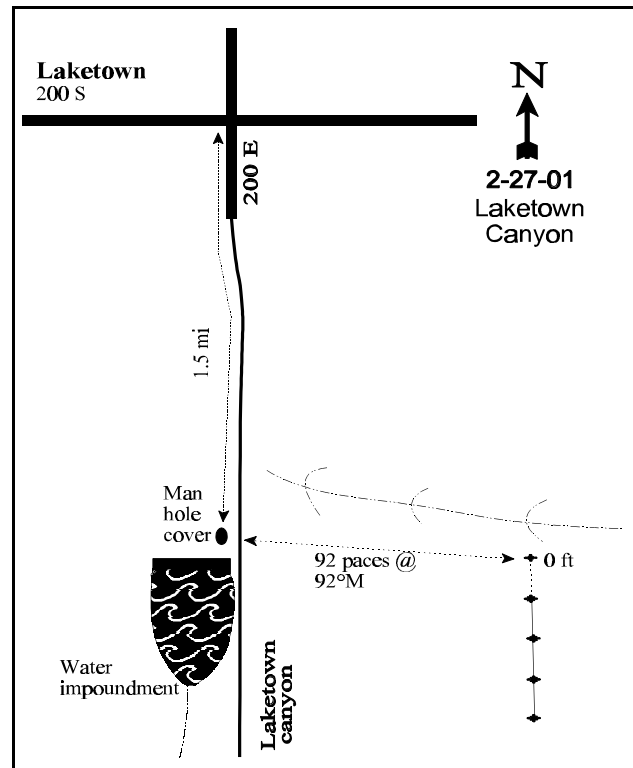 Laketown
200 S
N
200 E
2-27-01
Laketown
Canyon
1.5 mi
Man
hole
cover
92 paces @
92°M
0 ft
Water
impoundment
Laketown
canyon